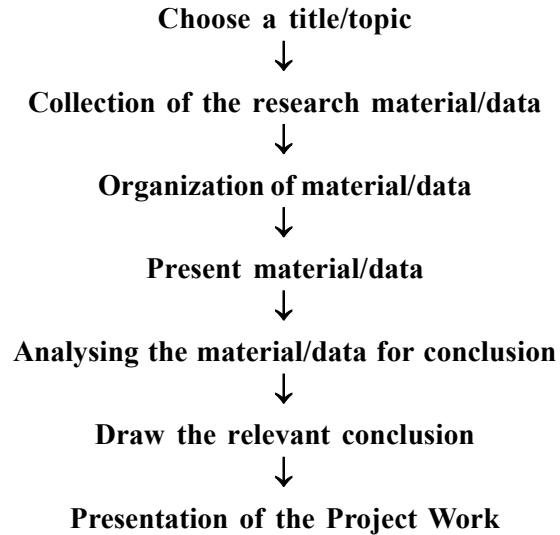 Choose a title/topic
↓
Collection of the research material/data
↓
Organization of material/data
↓
Present material/data
↓
Analysing the material/data for conclusion
↓
Draw the relevant conclusion
↓
Presentation of the Project Work